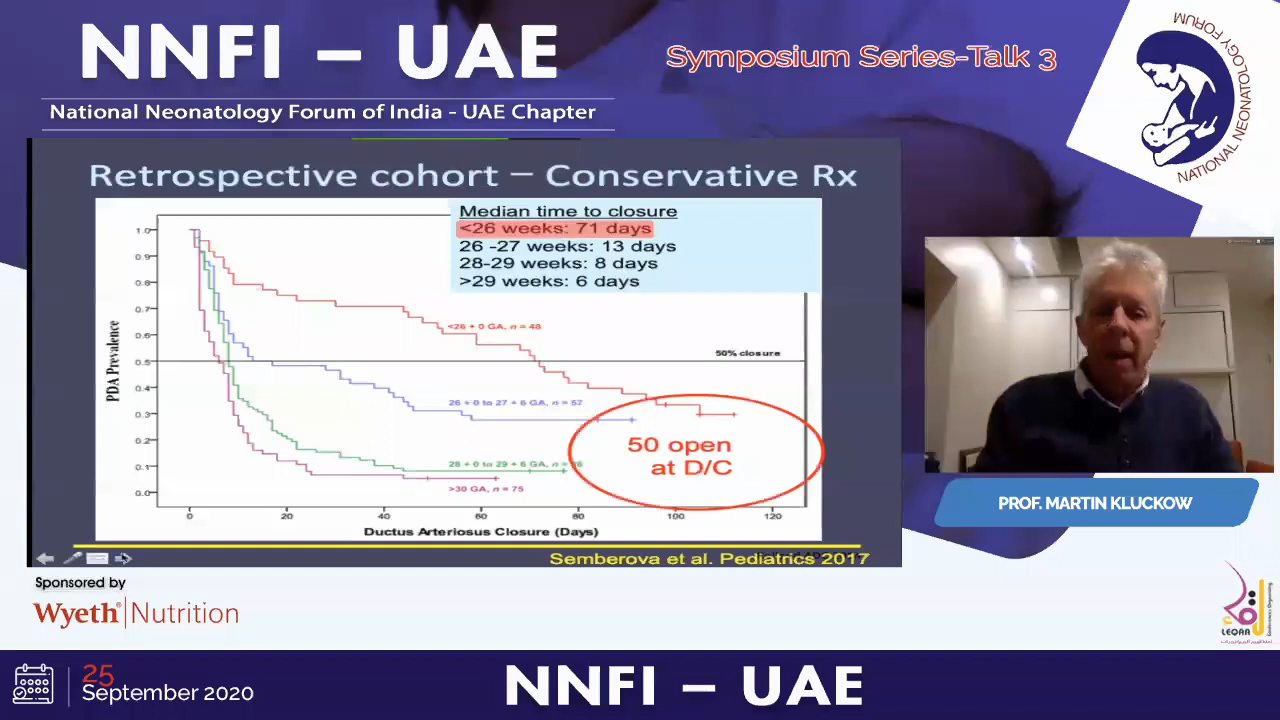 NNFI – UAE
National Neonatology Forum of India - UAE Chapter
Symposium Series-Talk 3
NATIONAL NEONATOLOGY FORUM
Retrospective cohort – Conservative Rx
Median time to closure
<26 weeks: 71 days
26 -27 weeks: 13 days
28-29 weeks: 8 days
>29 weeks: 6 days
PDA Prevalence
1.0
0.9
0.8
0.7
0.6
0.5
0.4
0.3
0.2
0.1
0.0
<26 + 0 GA, n = 48
50% closure
26 + 0 to 27 + 6 GA, n = 57
28 + 0 to 29 + 6 GA, n =
>30 GA, n = 75
50 open
at D/C
0 20 40 60 80 100 120
Ductus Arteriosus Closure (Days)
Semberova et al. Pediatrics 2017
PROF. MARTIN KLUCKOW
Sponsored by
Wyeth® Nutrition
LEQAA
25
September 2020
NNFI – UAE